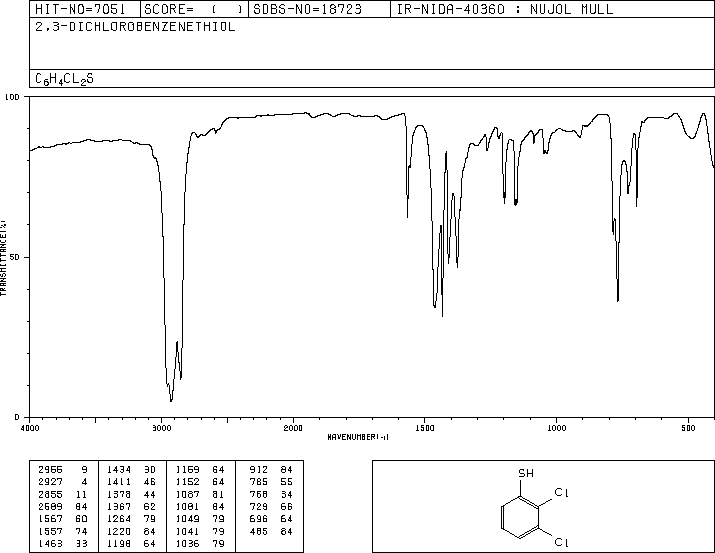 HIT-NO=7051 SCORE= ( ) SDBS-NO=18723 IR-NIDA-40360 : NUJOL MULL
2,3-DICHLOROBENZENETHIOL
C6H4CL2S
100
50
0
TRANSMITTANCE(%)
4000 3000 2000 1500 1000 500
WAVENUMBER(-1)
2956 9 1434 30 1169 64 912 84
2927 4 1411 46 1152 64 785 55
2855 11 1378 44 1087 81 768 34
2609 84 1367 62 1081 84 729 66
1567 60 1264 79 1049 79 696 64
1557 74 1220 84 1041 79 485 84
1463 33 1198 64 1036 79
SH
Cl
Cl